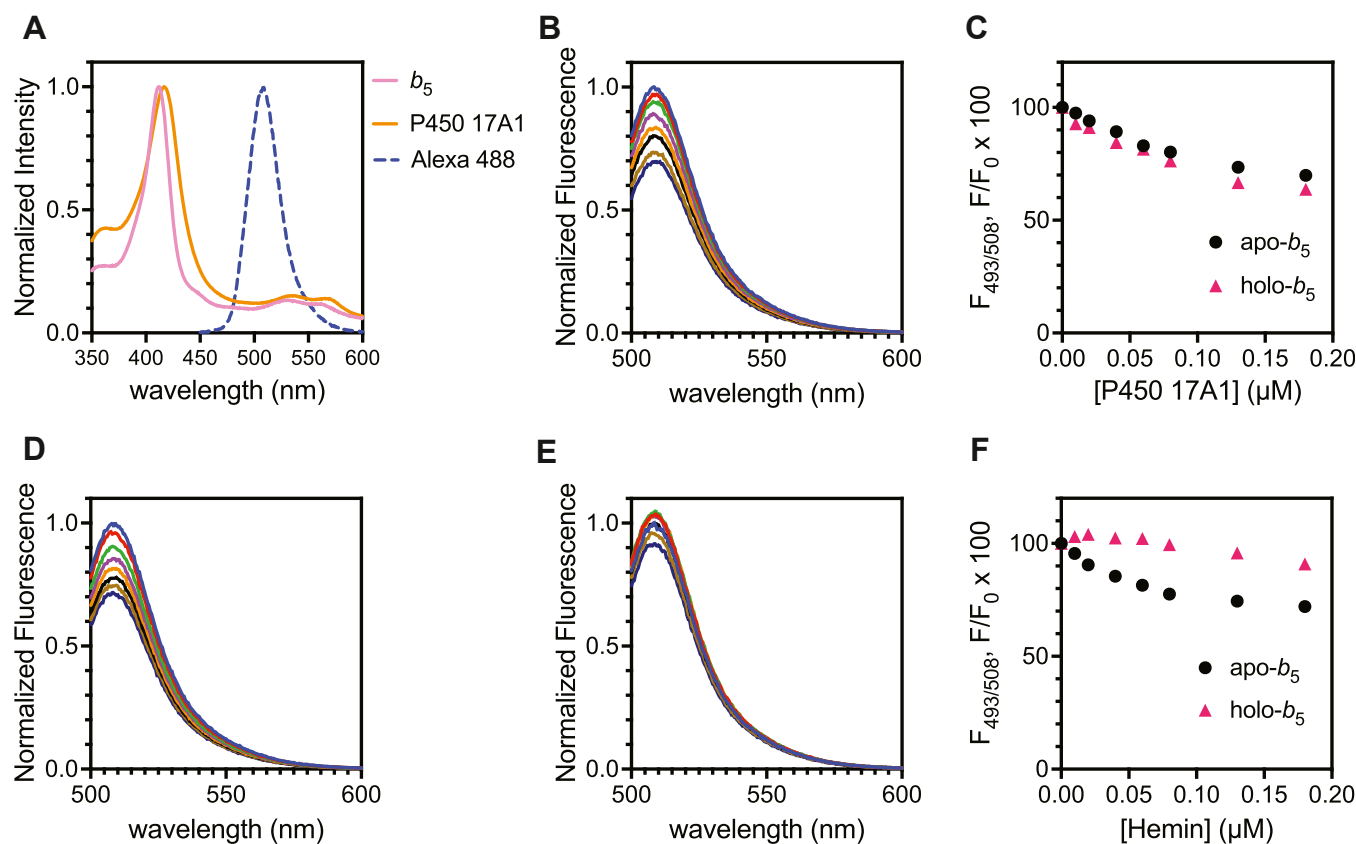 A
Normalized Intensity
1.0
0.5
0.0
350 400 450 500 550 600
wavelength (nm)
b5
P450 17A1
Alexa 488
B
Normalized Fluorescence
1.0
0.5
0.0
500 550 600
wavelength (nm)
C
F493/508, F/F0 x 100
100
50
0
0.00 0.05 0.10 0.15 0.20
[P450 17A1] (µM)
apo-b5
holo-b5
D
Normalized Fluorescence
1.0
0.5
0.0
500 550 600
wavelength (nm)
E
Normalized Fluorescence
1.0
0.5
0.0
500 550 600
wavelength (nm)
F
F493/508, F/F0 x 100
100
50
0
0.00 0.05 0.10 0.15 0.20
[Hemin] (µM)
apo-b5
holo-b5